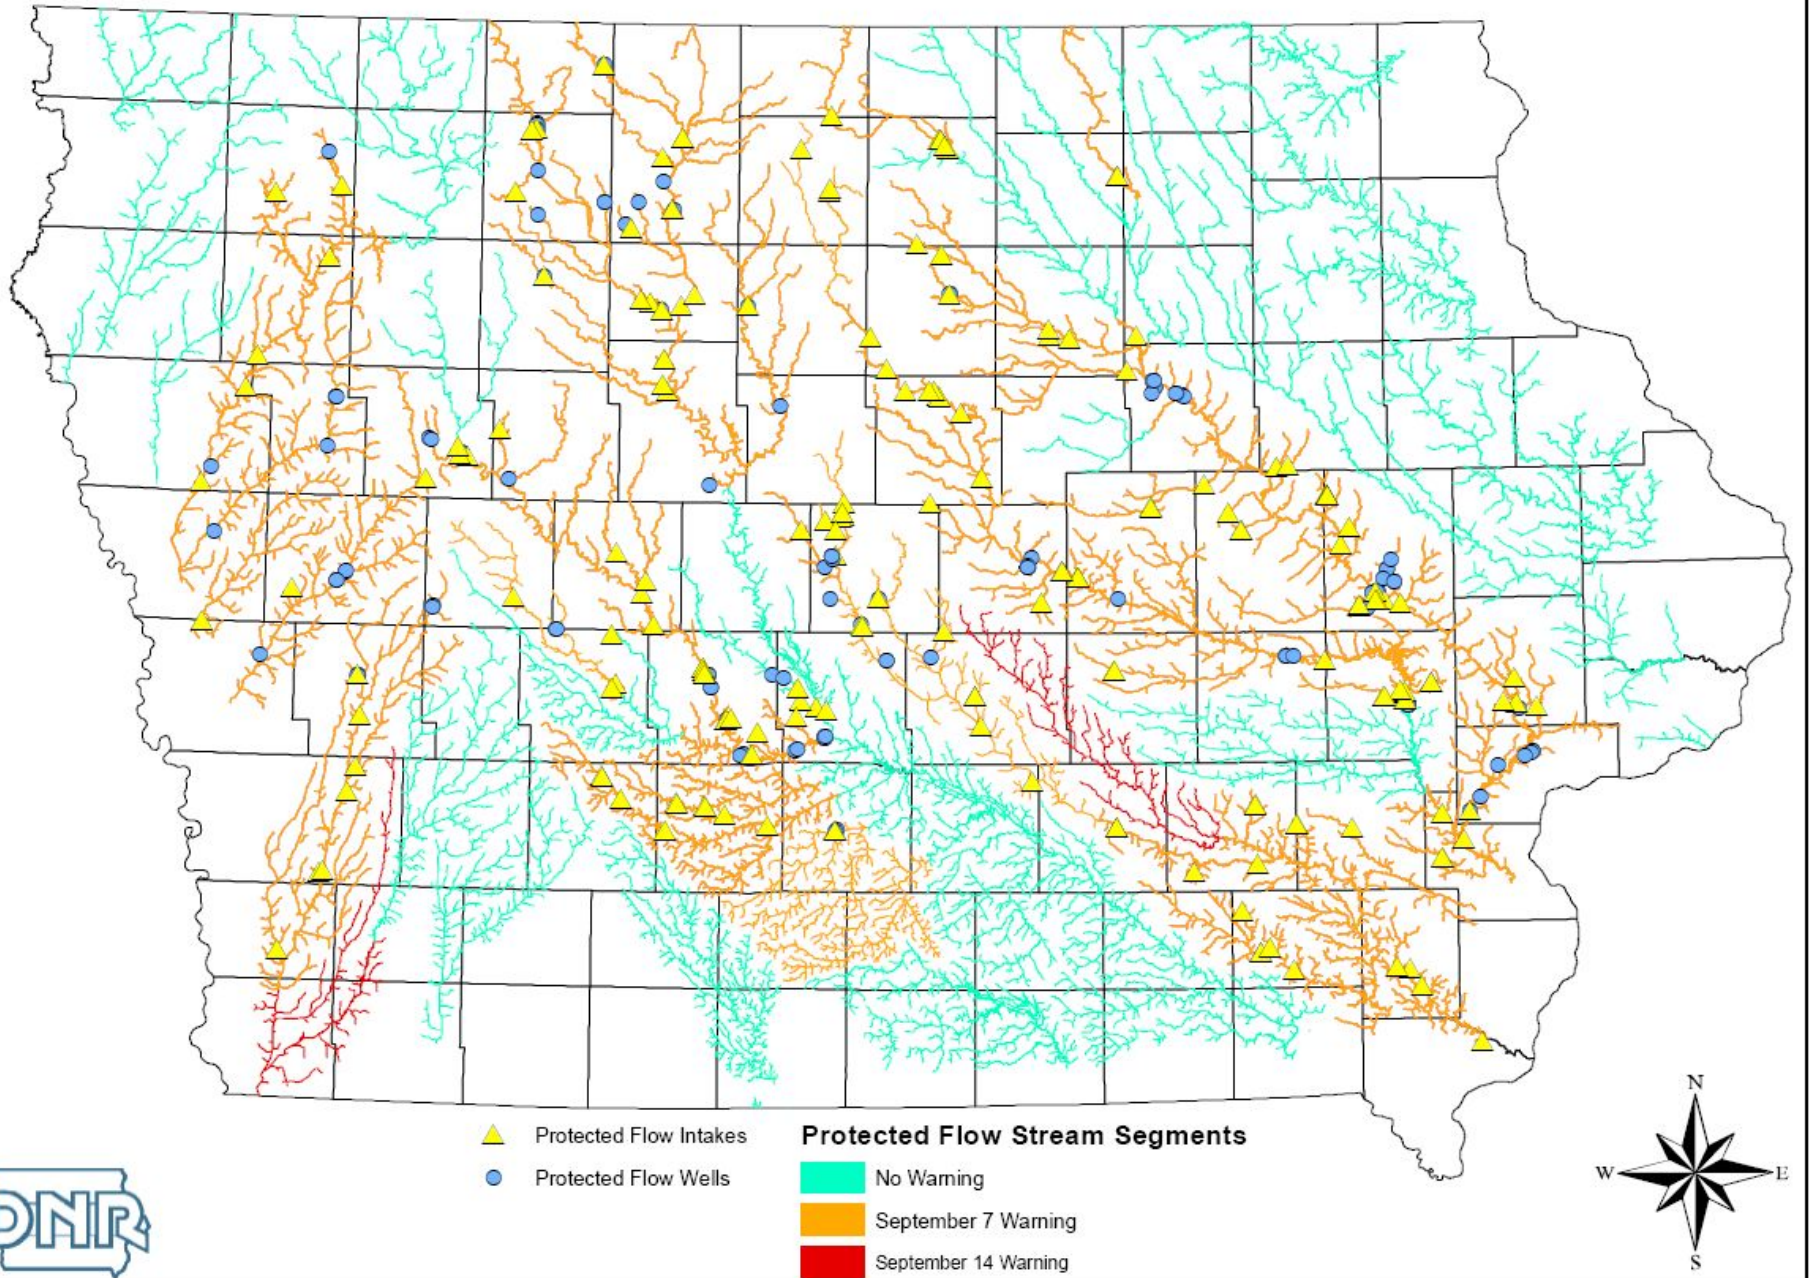 N
W
E
S
Protected Flow Intakes
Protected Flow Wells
Protected Flow Stream Segments
No Warning
September 7 Warning
September 14 Warning
DNR